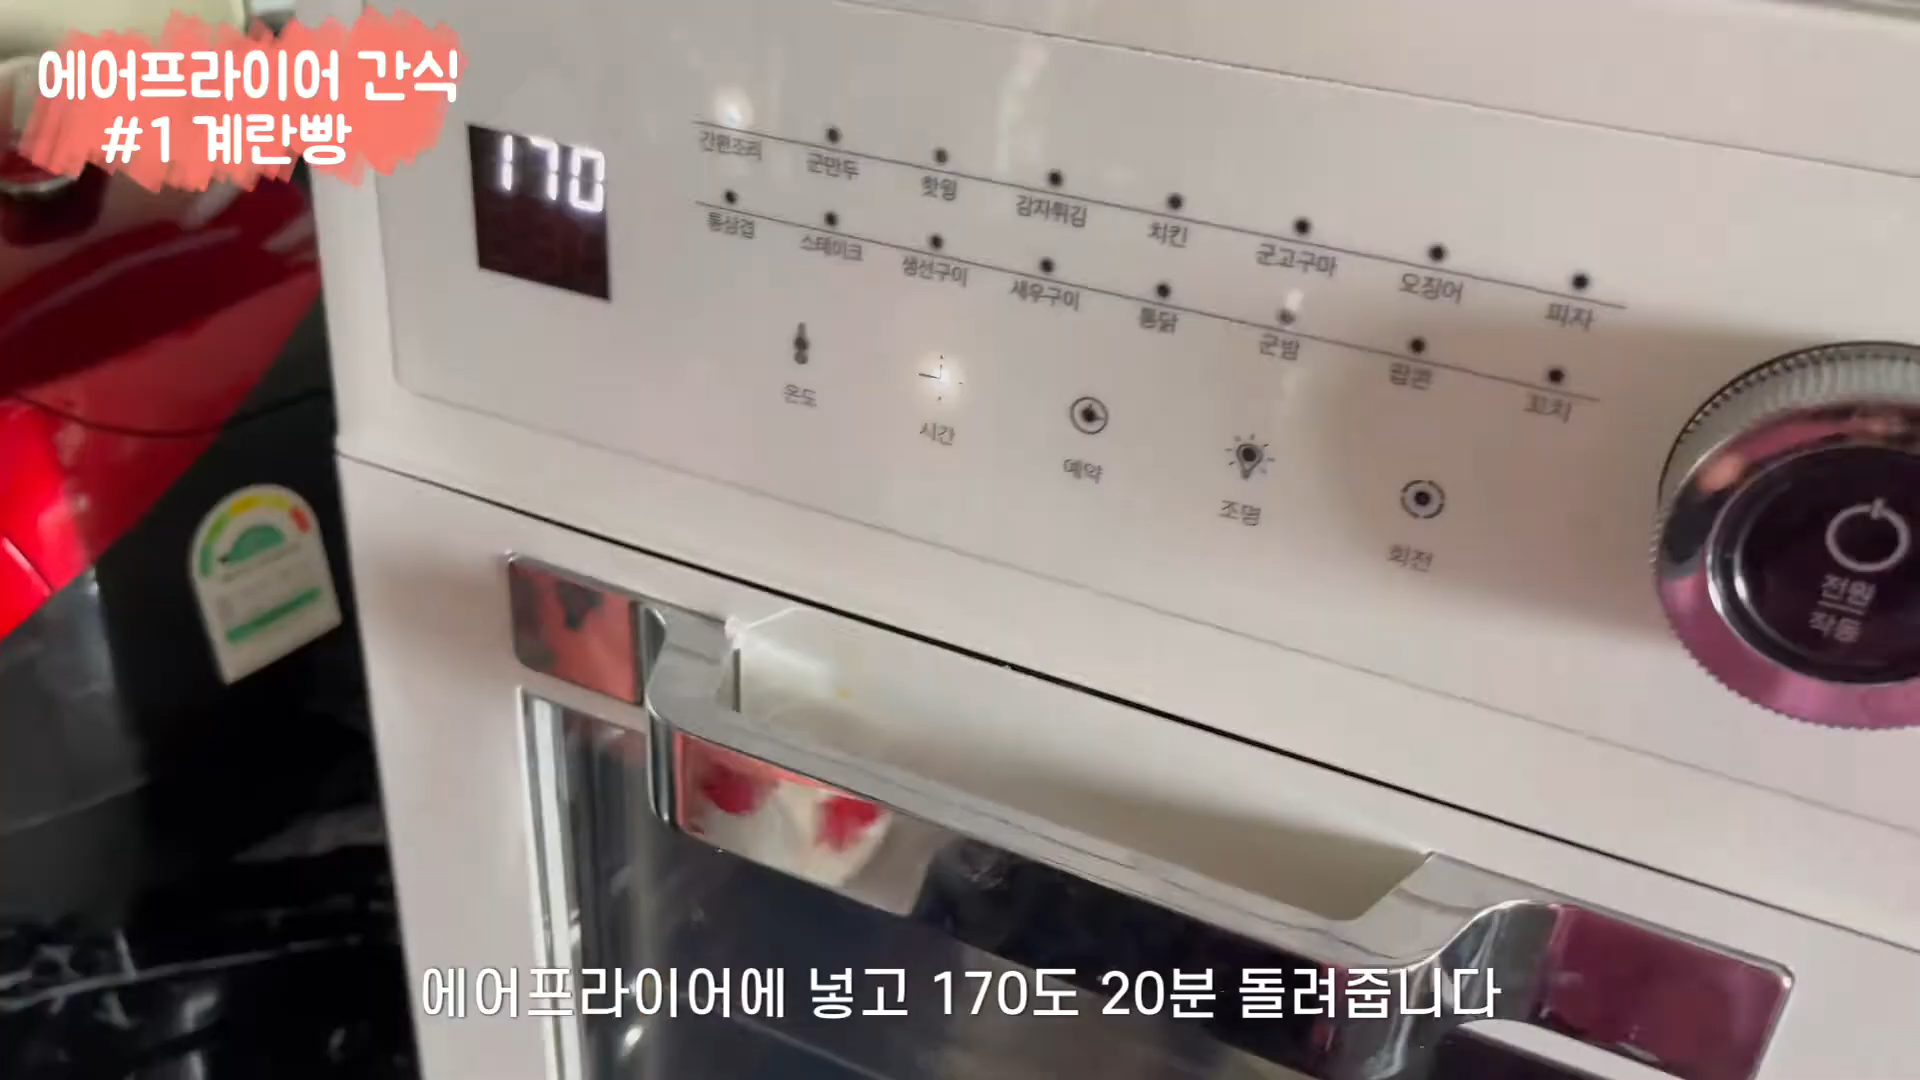 에어프라이어 간식
#1 계란빵
170
간편조리 군만두 핫윙 감자튀김 치킨 군고구마 오징어 피자
통삼겹 스테이크 생선구이 새우구이 통닭 군밤 팝콘 꼬치
온도 시간 예약 조명 회전
전원
작동
에어프라이어에 넣고 170도 20분 돌려줍니다